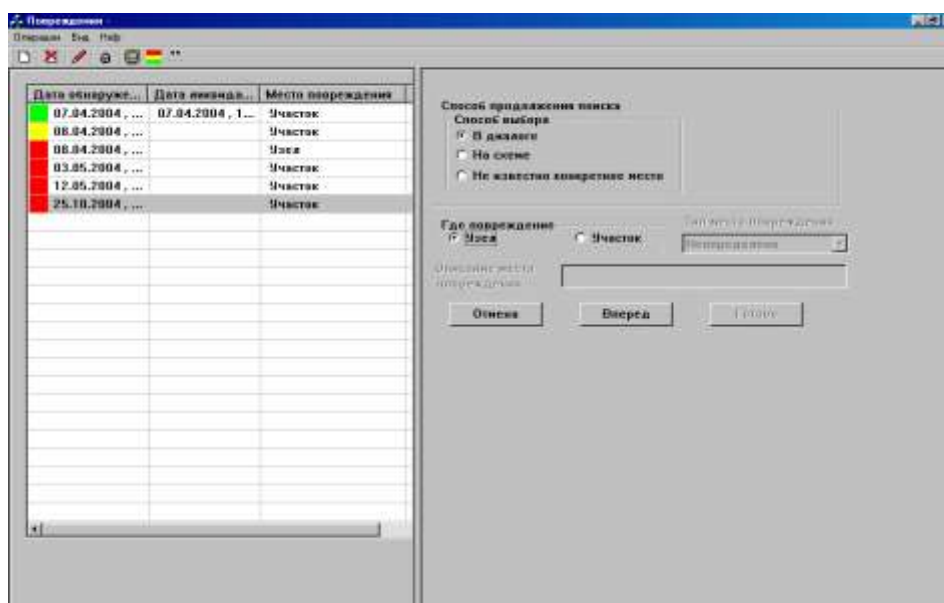 Повреждения -
Операции Вид Help
Дата обнаруже... Дата ликвида... Место повреждения
07.04.2004 , ... 07.04.2004 , 1... Участок
08.04.2004 , ... Участок
08.04.2004 , ... Узел
03.05.2004 , ... Участок
12.05.2004 , ... Участок
25.10.2004 , ... Участок
Способ продолжения поиска
Способ выбора
В диалоге
На схеме
Не известно конкретное место
Где повреждение
Узел Участок
Тип места повреждения
Неопределено
Описание места
повреждения
Отмена Вперед Готово